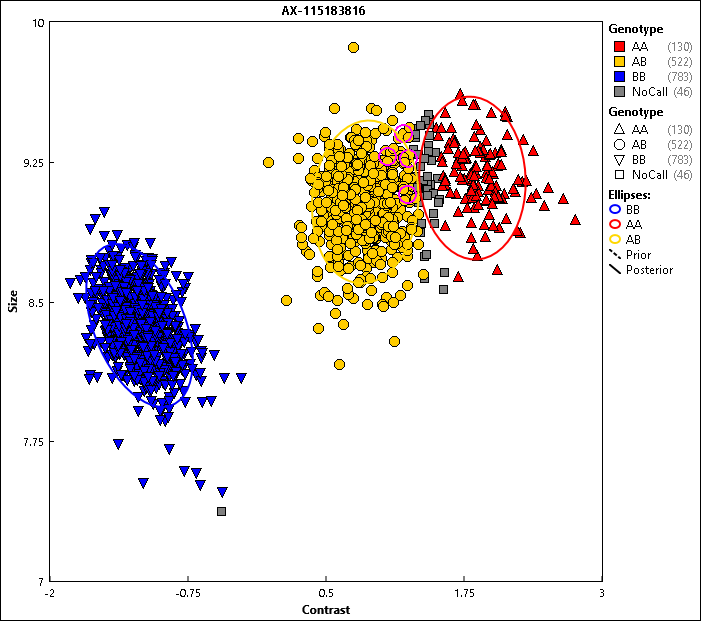 AX-115183816
10
9.25
8.5
7.75
7
Size
-2
-0.75
0.5
1.75
3
Contrast
Genotype
AA (130)
AB (522)
BB (783)
NoCall (46)
Genotype
AA (130)
AB (522)
BB (783)
NoCall (46)
Ellipses:
BB
AA
AB
Prior
Posterior